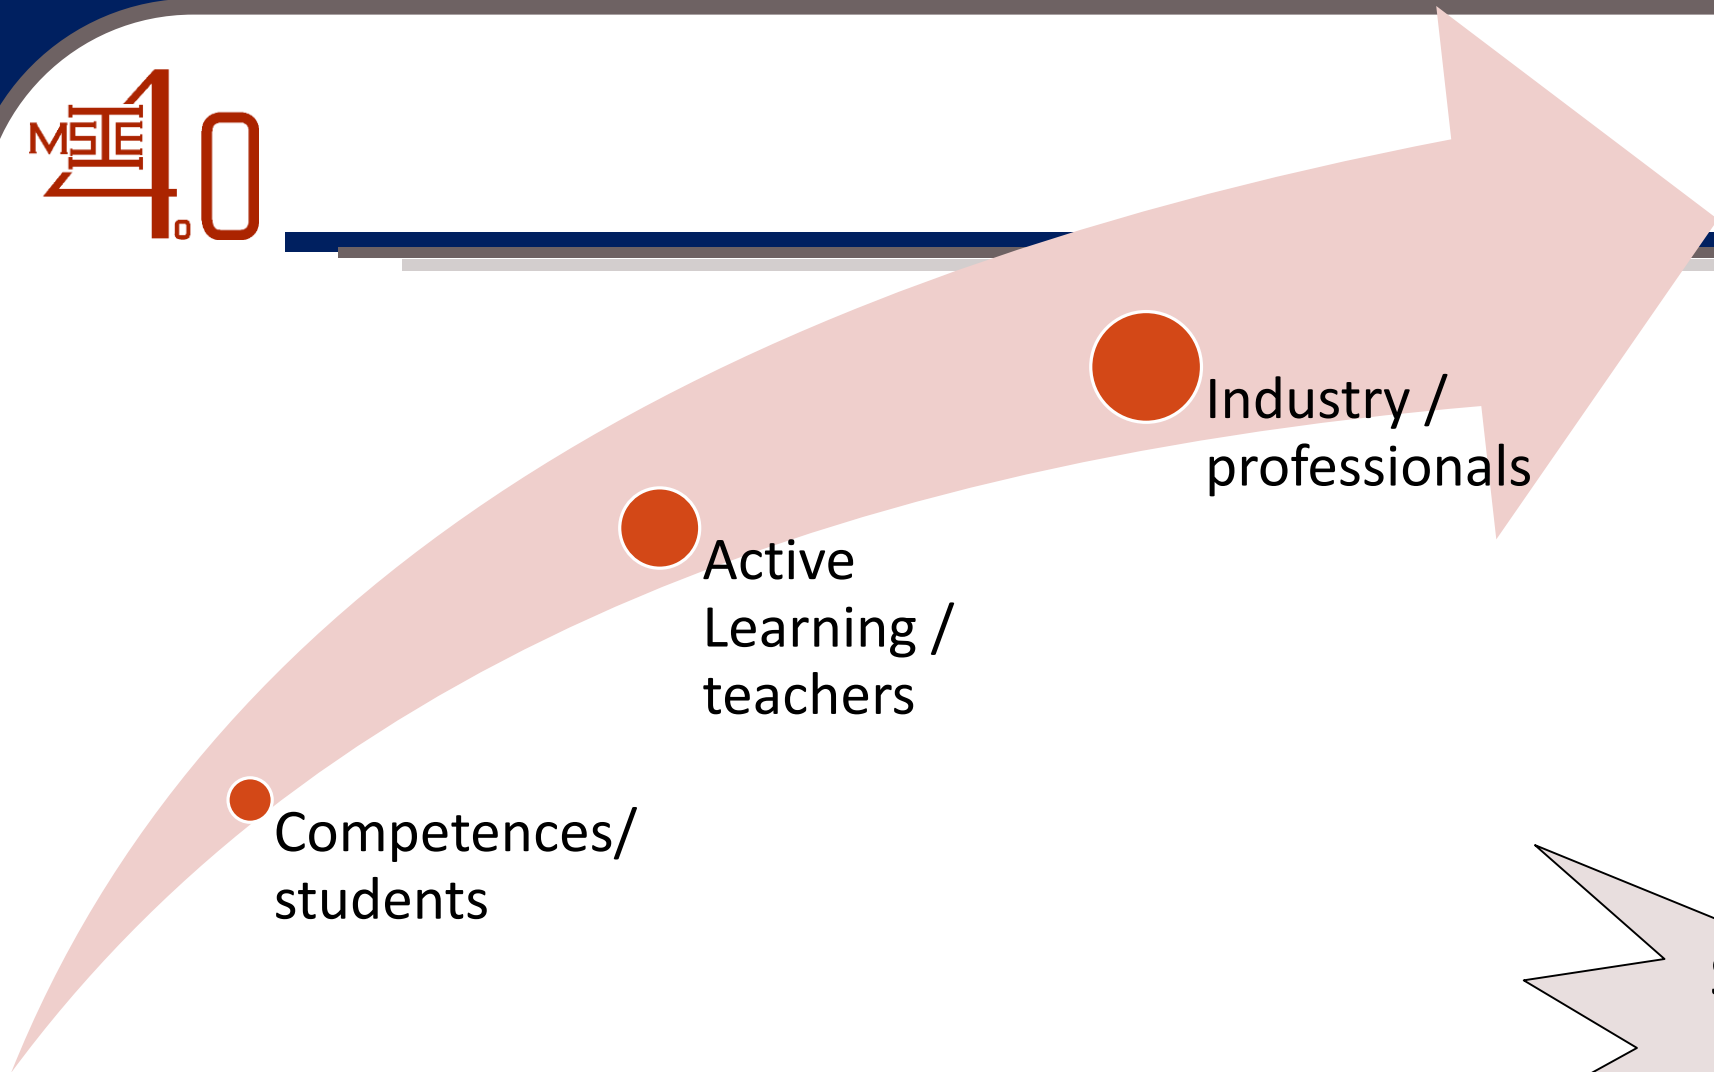 MSIE
4.0
Industry /
professionals
Active
Learning /
teachers
Competences/
students